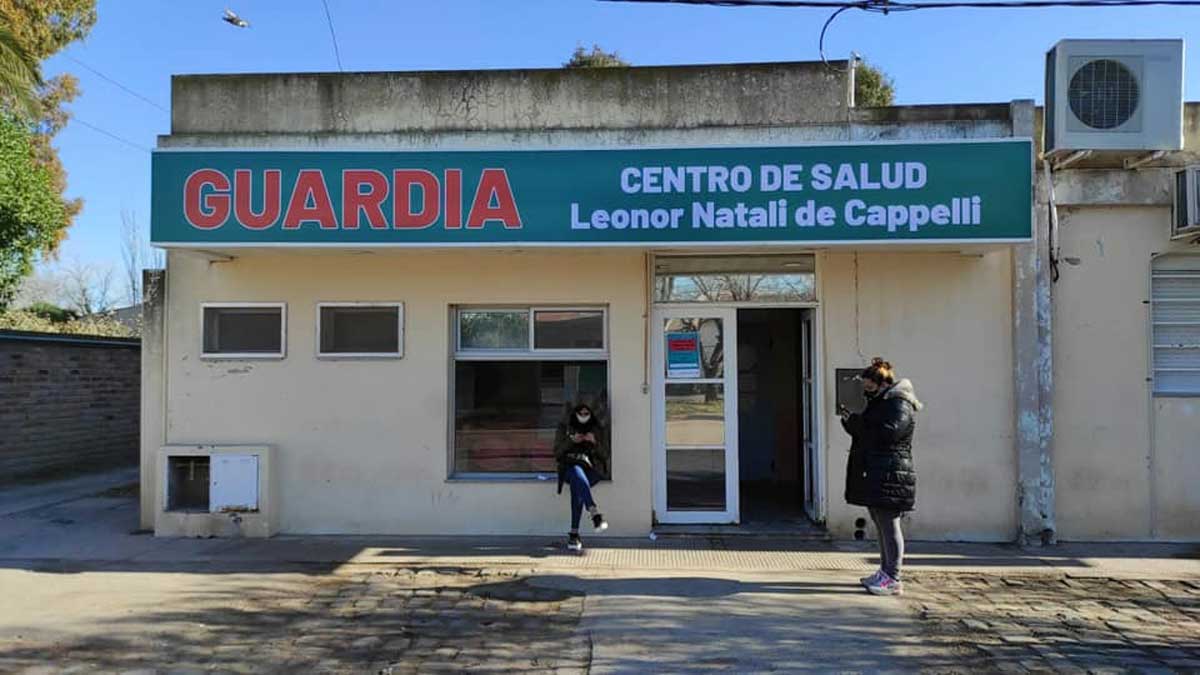 GUARDIA
CENTRO DE SALUD
Leonor Natali de Cappelli